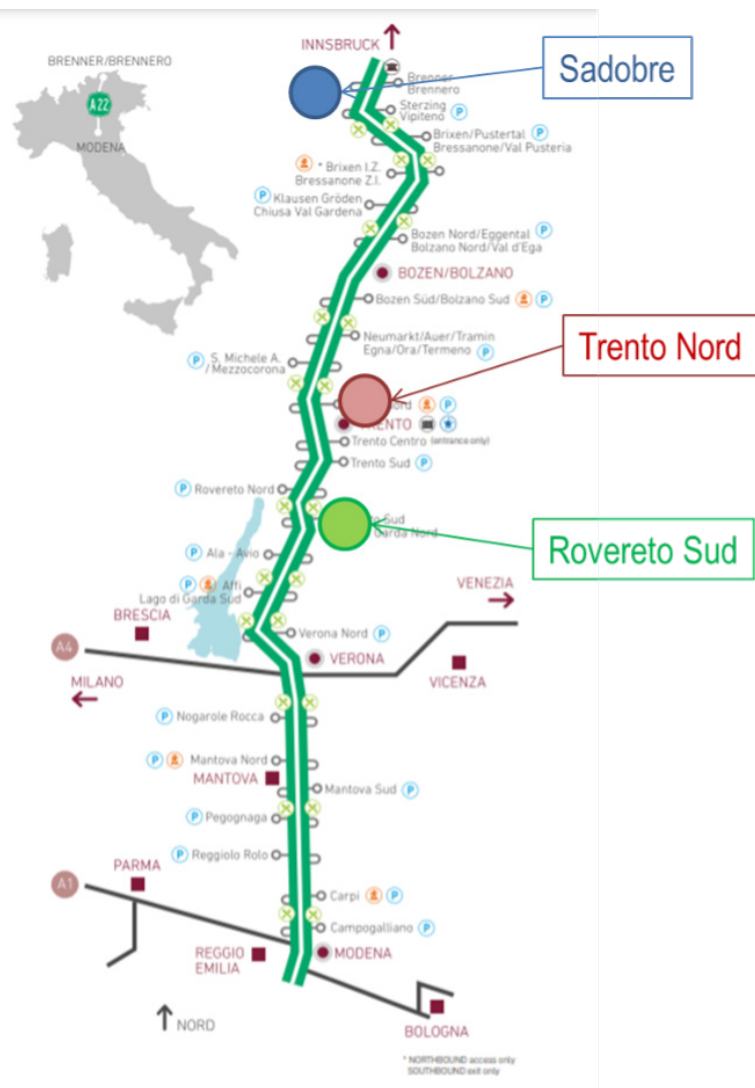 INNSBRUCK
Sadobre
BRENNER/BRENNERO
A22
MODENA
Brenner
Brennero
Sterzing
Vipiteno P
Brixen/Pustertal P
Bressanone/Val Pusteria
* Brixen I.Z.
Bressanone Z.I.
P Klausen Gröden
Chiusa Val Gardena
Bozen Nord/Eggental P
Bolzano Nord/Val d'Ega
BOZEN/BOLZANO
Bozen Süd/Bolzano Sud P
Neumarkt/Auer/Tramin
Egna/Ora/Termeno P
Trento Nord
P S. Michele A.
/Mezzocorona
ord P
TRENTO
Trento Centro (entrance only)
Trento Sud P
P Rovereto Nord
to Sud
Garda Nord
Rovereto Sud
P Ala - Avio
P Affi
Lago di Garda Sud
VENEZIA
BRESCIA
Verona Nord P
A4
VERONA
MILANO
VICENZA
P Nogarole Rocca
P Mantova Nord
MANTOVA
Mantova Sud P
P Pegognaga
P Reggiolo Rolo
PARMA
A1
Carpi P
Campogalliano P
REGGIO
EMILIA
MODENA
NORD
BOLOGNA
* NORTHBOUND access only
SOUTHBOUND exit only